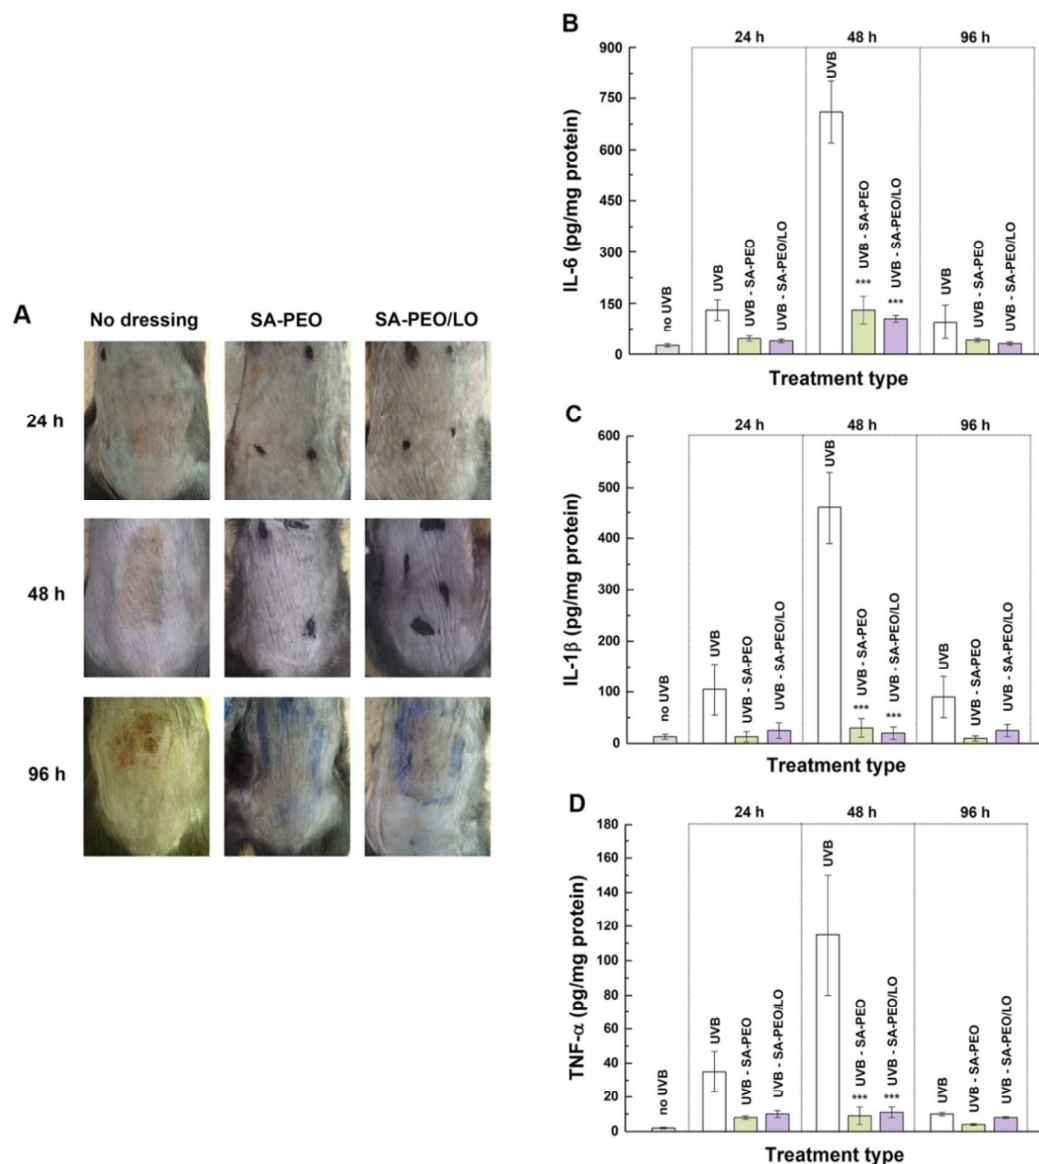 A
No dressing SA-PEO SA-PEO/LO
24 h
48 h
96 h
B
24 h 48 h 96 h
900
750
600
450
300
150
0
IL-6 (pg/mg protein)
no UVB
UVB
UVB - SA-PEO
UVB - SA-PEO/LO
UVB
UVB - SA-PEO
***
UVB - SA-PEO/LO
***
UVB
UVB - SA-PEO
UVB - SA-PEO/LO
Treatment type
C
24 h 48 h 96 h
600
500
400
300
200
100
0
IL-1β (pg/mg protein)
no UVB
UVB
UVB - SA-PEO
UVB - SA-PEO/LO
UVB
UVB - SA-PEO
***
UVB - SA-PEO/LO
***
UVB
UVB - SA-PEO
UVB - SA-PEO/LO
Treatment type
D
24 h 48 h 96 h
180
160
140
120
100
80
60
40
20
0
TNF-α (pg/mg protein)
no UVB
UVB
UVB - SA-PEO
UVB - SA-PEO/LO
UVB
UVB - SA-PEO
***
UVB - SA-PEO/LO
***
UVB
UVB - SA-PEO
UVB - SA-PEO/LO
Treatment type